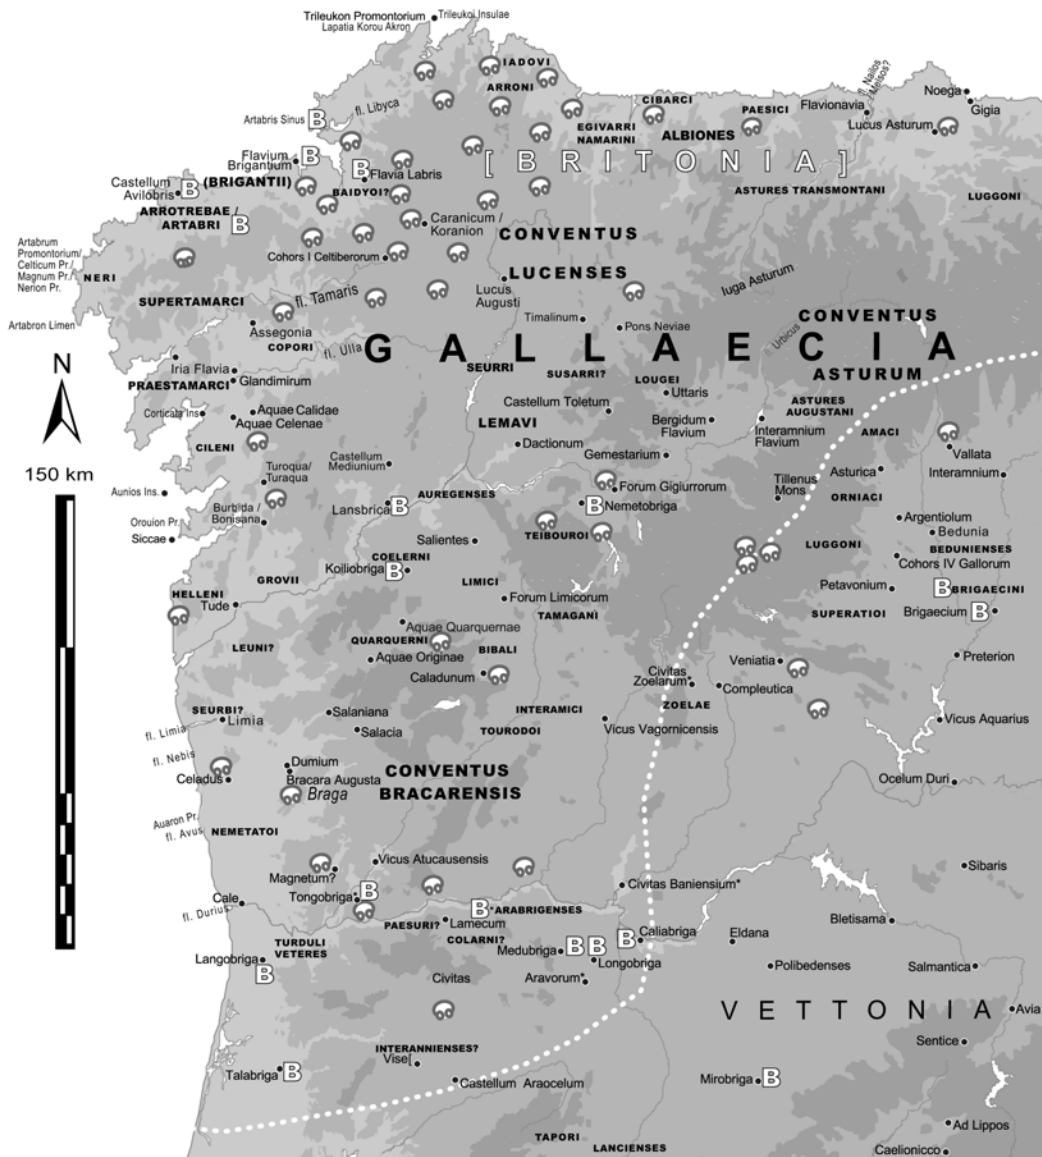 Trileukon Promontorium
Lapatia Korou Akron
Trileukoi Insulae
IADOVI
ARRONI
Artabris Sinus
B
fl. Libyca
CIBARCI
PAESICI
fl. Nailos
/ Melsos?
Flavionavia
Noega
Gigia
Lucus Asturum
EGIVARRI
NAMARINI
ALBIONES
[BRITONIA]
Flavium
Brigantium
B
(BRIGANTII)
B
Flavia Labris
BAIDYOI?
Castellum
Avilobris
B
ARROTREBAE /
ARTABRI
B
ASTURES TRANSMONTANI
LUGGONI
Caranicum /
Koranion
CONVENTUS
LUCENSES
Cohors I Celtiberorum
Artabrum
Promontorium/
Celticum Pr./
Magnum Pr./
Nerion Pr.
NERI
SUPERTAMARCI
fl. Tamaris
Lucus
Augusti
Iuga Asturum
Artabron Limen
Assegonia
COPORI
fl. Ulla
Timalinum
Pons Neviae
CONVENTUS
ASTURUM
fl. Urbicus
GALLAECIA
N
Iria Flavia
PRAESTAMARCI
Glandimirum
SEURRI
SUSARRI?
LOUGEI
Uttaris
ASTURES
AUGUSTANI
Corticata Ins
Aquae Calidae
Aquae Celenae
Castellum Toletum
Bergidum
Flavium
Interamnium
Flavium
AMACI
LEMAVI
Dactionum
Gemestarium
Vallata
CILENI
150 km
Castellum
Mediunium
Turoqua/
Turaqua
Asturica
Interamnium
Tillenus
Mons
ORNIACI
Aunios Ins.
AUREGENSES
Forum Gigiurrorum
Lansbrica
B
B
Nemetobriga
Burbida /
Bonisana
Orouion Pr.
Siccae
Argentiolum
Bedunia
TEIBOUROI
Salientes
LUGGONI
BEDUNIENSES
Cohors IV Gallorum
COELERNI
Koiliobriga
B
GROVII
LIMICI
Petavonium
B
BRIGAECINI
HELLENI
Tude
Forum Limicorum
TAMAGANI
SUPERATIOI
Brigaecium
B
Aquae Quarquernae
QUARQUERNI
LEUNI?
BIBALI
Aquae Originae
Caladunum
Civitas
Zoelarum*
Veniatia
Preterion
Compleutica
ZOELAE
SEURBI?
Limia
fl. Limia
Salaniana
Salacia
INTERAMICI
TOURODOI
Vicus Vagornicensis
Vicus Aquarius
fl. Nebis
Celadus
Dumium
Bracara Augusta
Braga
CONVENTUS
BRACARENSIS
Ocelum Duri
Auaron Pr.
fl. Avus
NEMETATOI
Vicus Atucausensis
Magnetum?
Sibaris
Tongobriga*
B
Civitas Baniensium*
Cale
fl. Durius
B
*ARABRIGENSES
PAESURI?
Lamecum
Bletisama
COLARNI?
B
Caliabriga
Eldana
TURDULI
VETERES
Langobriga
B
Medubriga
B B
Longobriga
Polibedenses
Salmantica
Civitas
Aravorum*
VETTONIA
Avia
Sentice
INTERANNIENSES?
Vise[
Talabriga
B
Castellum Araocelum
Mirobriga
B
Ad Lippos
TAPORI
LANCIENSES
Caelionicco